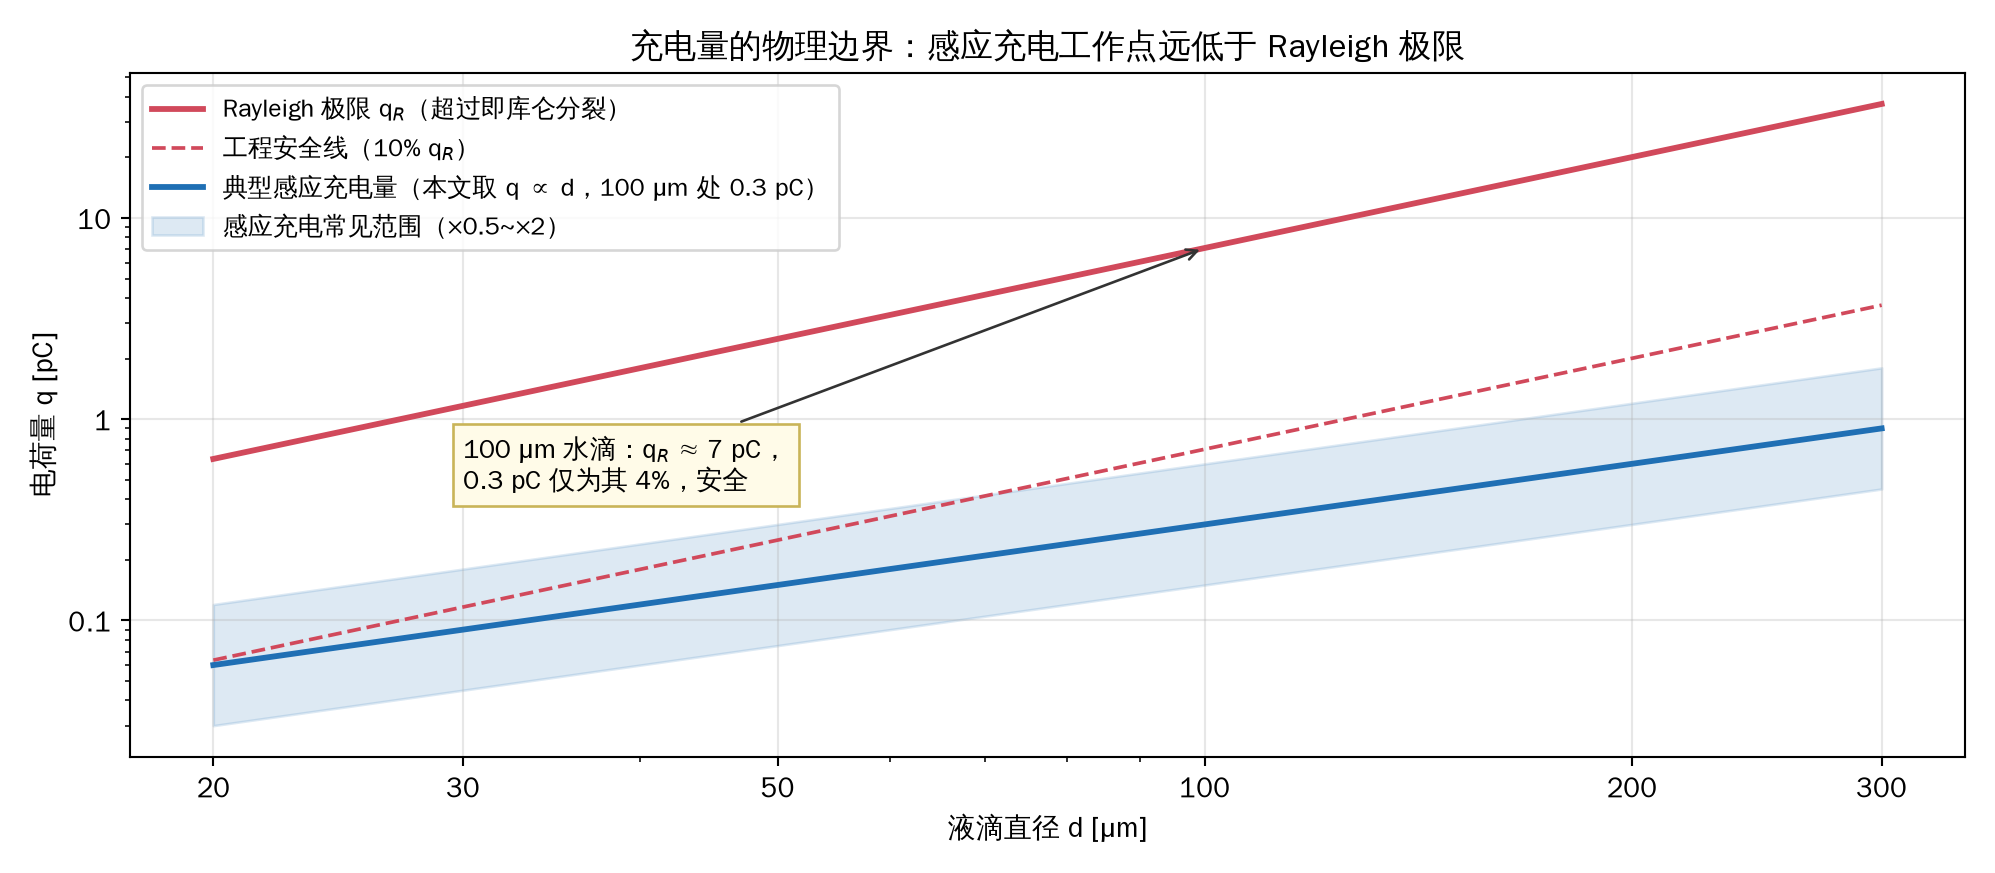 充电量的物理边界：感应充电工作点远低于 Rayleigh 极限
Rayleigh 极限 qR（超过即库仑分裂）
工程安全线（10% qR）
典型感应充电量（本文取 q ∝ d，100 µm 处 0.3 pC）
感应充电常见范围（×0.5~×2）
100 µm 水滴：qR ≈ 7 pC，
0.3 pC 仅为其 4%，安全
电荷量 q [pC]
10
1
0.1
20
30
50
100
200
300
液滴直径 d [µm]